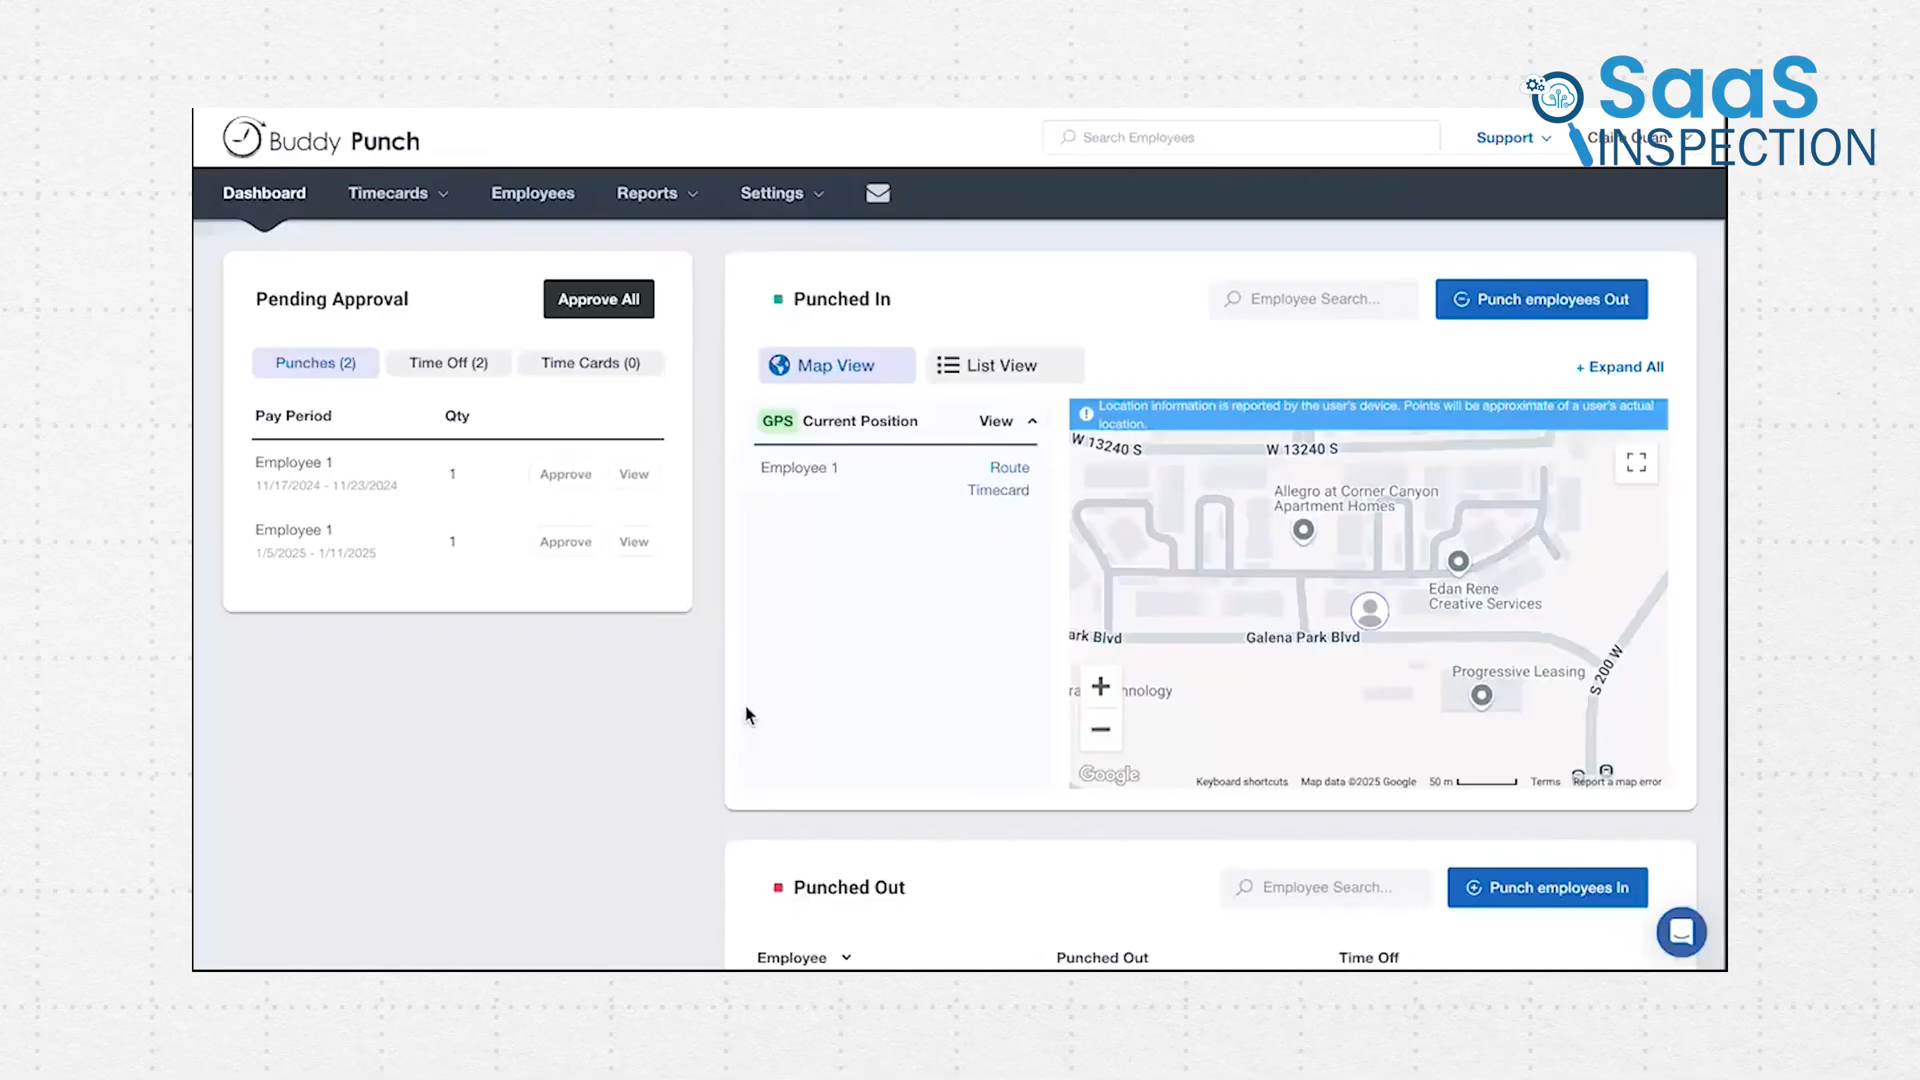 SaaS
INSPECTION
Buddy Punch
Search Employees
Support
Claire Quan
Dashboard
Timecards
Employees
Reports
Settings
Pending Approval
Approve All
Punches (2)
Time Off (2)
Time Cards (0)
Pay Period
Qty
Employee 1
11/17/2024 - 11/23/2024
1
Approve
View
Employee 1
1/5/2025 - 1/11/2025
1
Approve
View
Punched In
Employee Search...
Punch employees Out
Map View
List View
+ Expand All
GPS Current Position
View
Employee 1
Route
Timecard
Location information is reported by the user's device. Points will be approximate of a user's actual
location.
W 13240 S
W 13240 S
Allegro at Corner Canyon
Apartment Homes
Edan Rene
Creative Services
ark Blvd
Galena Park Blvd
Progressive Leasing
S 200 W
ra
hnology
+
−
Google
Keyboard shortcuts
Map data ©2025 Google
50 m
Terms
Report a map error
Punched Out
Employee Search...
Punch employees In
Employee
Punched Out
Time Off